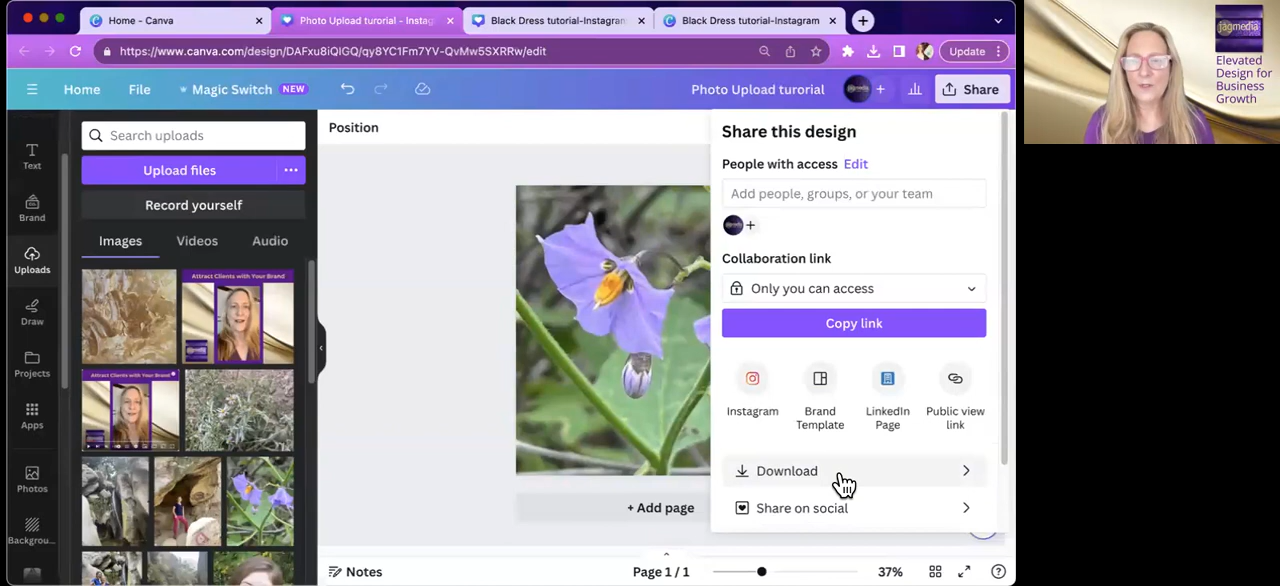 Home - Canva
Photo Upload turorial - Instag
Black Dress tutorial-Instagram
Black Dress tutorial-Instagram
https://www.canva.com/design/DAFxu8iQIGQ/qy8YC1Fm7YV-QvMw5SXRRw/edit
Update
Home
File
Magic Switch NEW
Photo Upload turorial
Share
Text
Brand
Uploads
Draw
Projects
Apps
Photos
Backgrou...
Search uploads
Upload files
Record yourself
Images Videos Audio
Attract Clients with Your Brand
Attract Clients with Your Brand
Position
+ Add page
Share this design
People with access Edit
Add people, groups, or your team
Collaboration link
Only you can access
Copy link
Instagram
Brand
Template
LinkedIn
Page
Public view
link
Download
Share on social
Notes
Page 1 / 1
37%
jagmedia
Elevated
Design for
Business
Growth